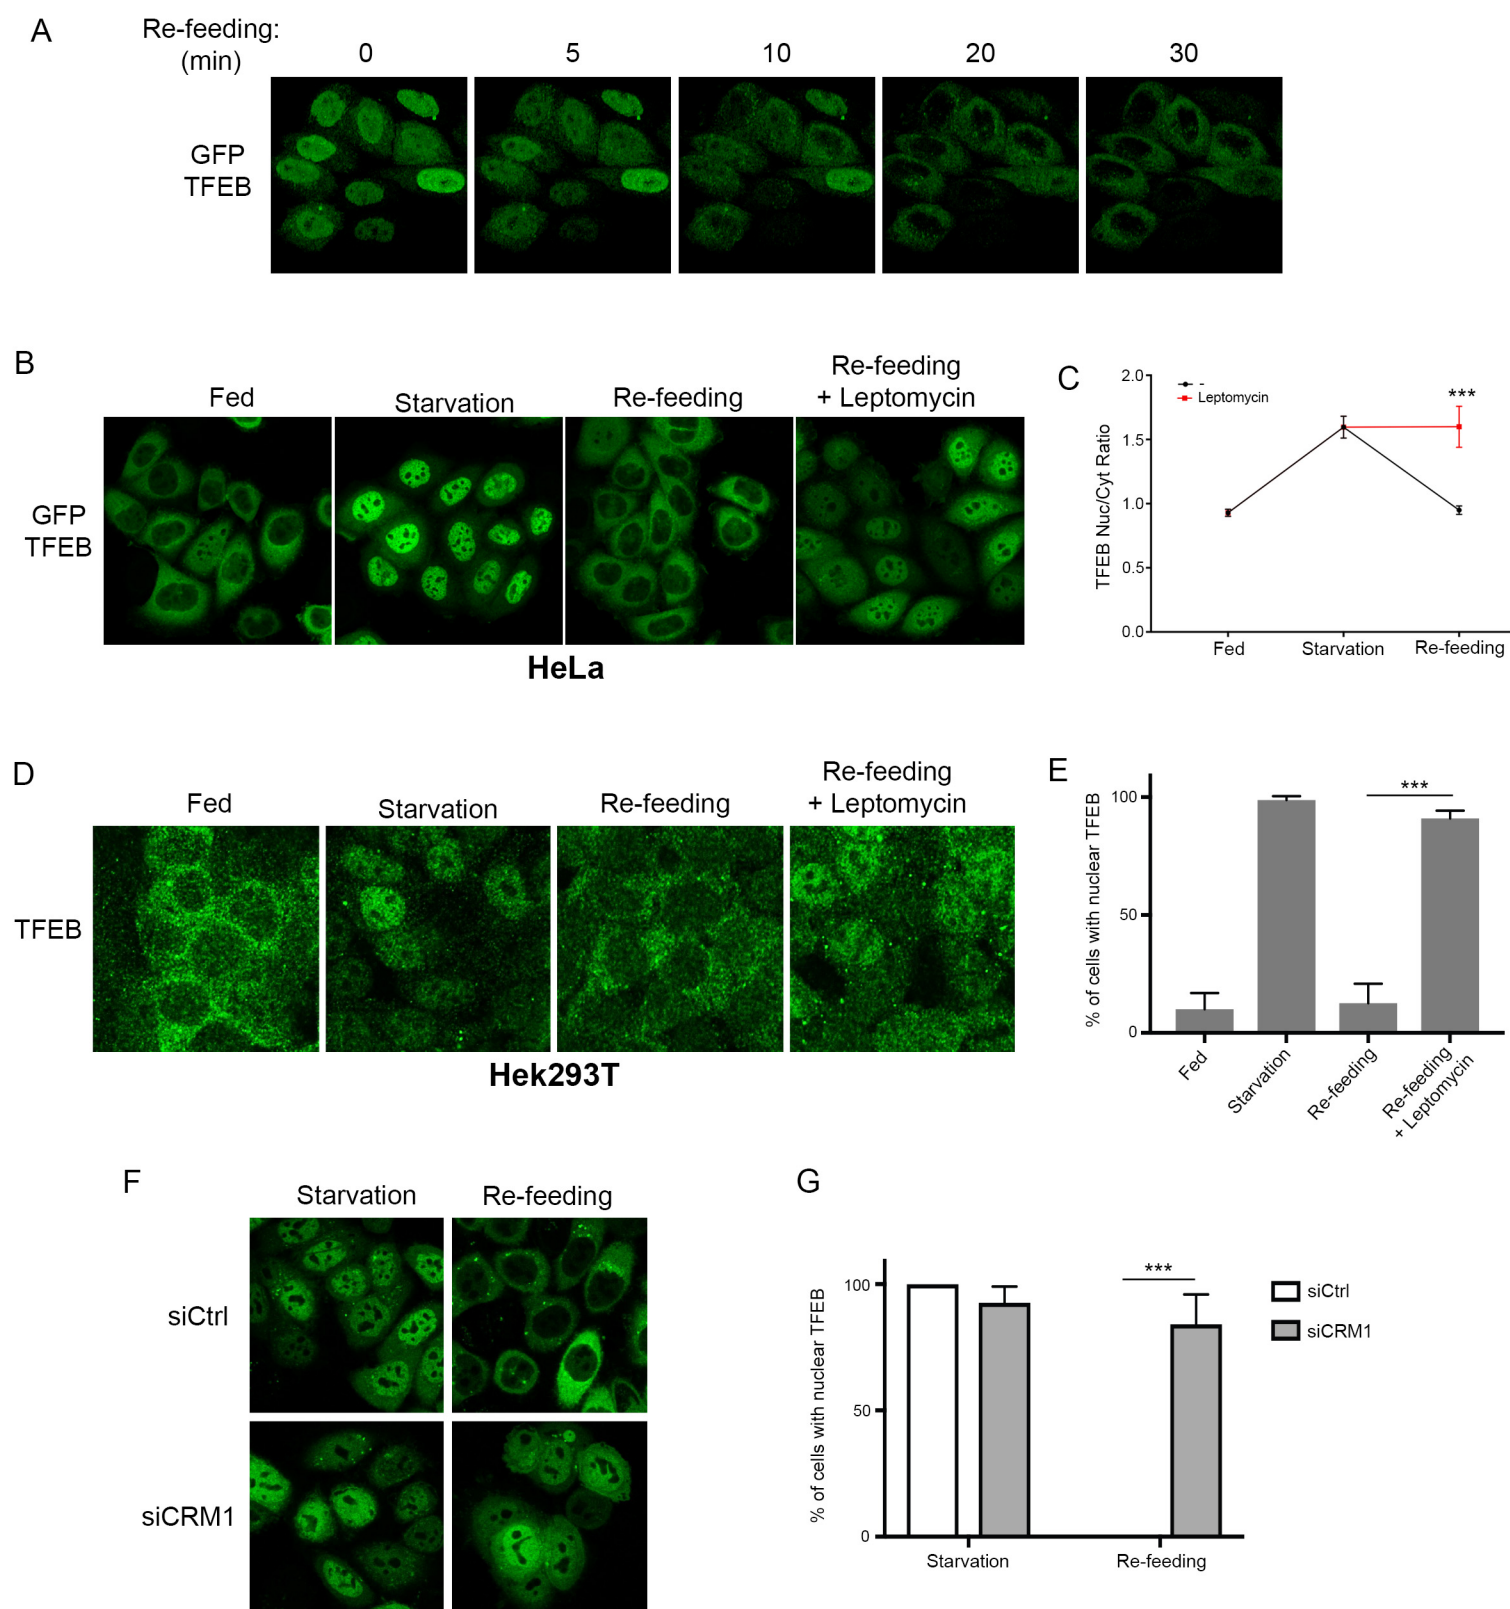 A
Re-feeding:
(min)
0 5 10 20 30
GFP
TFEB
B
Fed
Starvation
Re-feeding
Re-feeding
+ Leptomycin
GFP
TFEB
HeLa
C
2.0
1.5
1.0
0.5
0.0
TFEB Nuc/Cyt Ratio
-
Leptomycin
***
Fed Starvation Re-feeding
D
Fed
Starvation
Re-feeding
Re-feeding
+ Leptomycin
TFEB
Hek293T
E
% of cells with nuclear TFEB
100
50
0
***
Fed
Starvation
Re-feeding
Re-feeding
+ Leptomycin
F
Starvation Re-feeding
siCtrl
siCRM1
G
% of cells with nuclear TFEB
100
50
0
***
siCtrl
siCRM1
Starvation Re-feeding